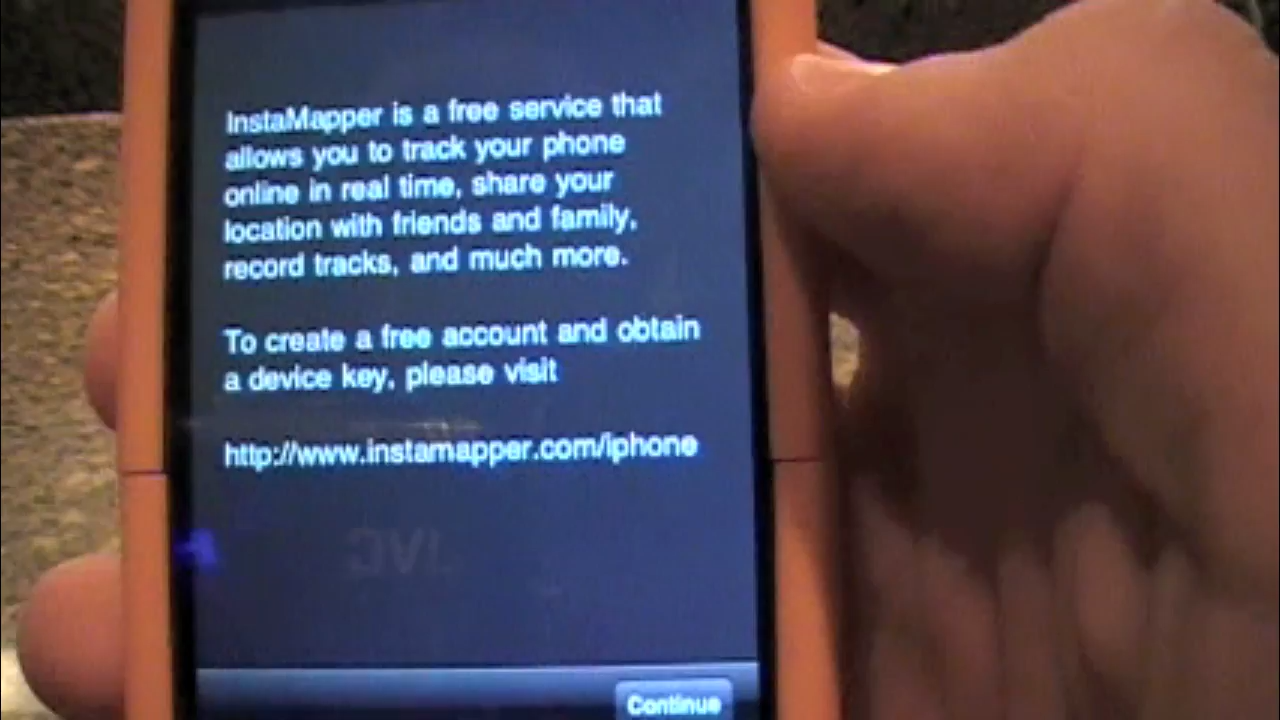 InstaMapper is a free service that
allows you to track your phone
online in real time, share your
location with friends and family,
record tracks, and much more.
To create a free account and obtain
a device key, please visit
http://www.instamapper.com/iphone
JVC
Continue